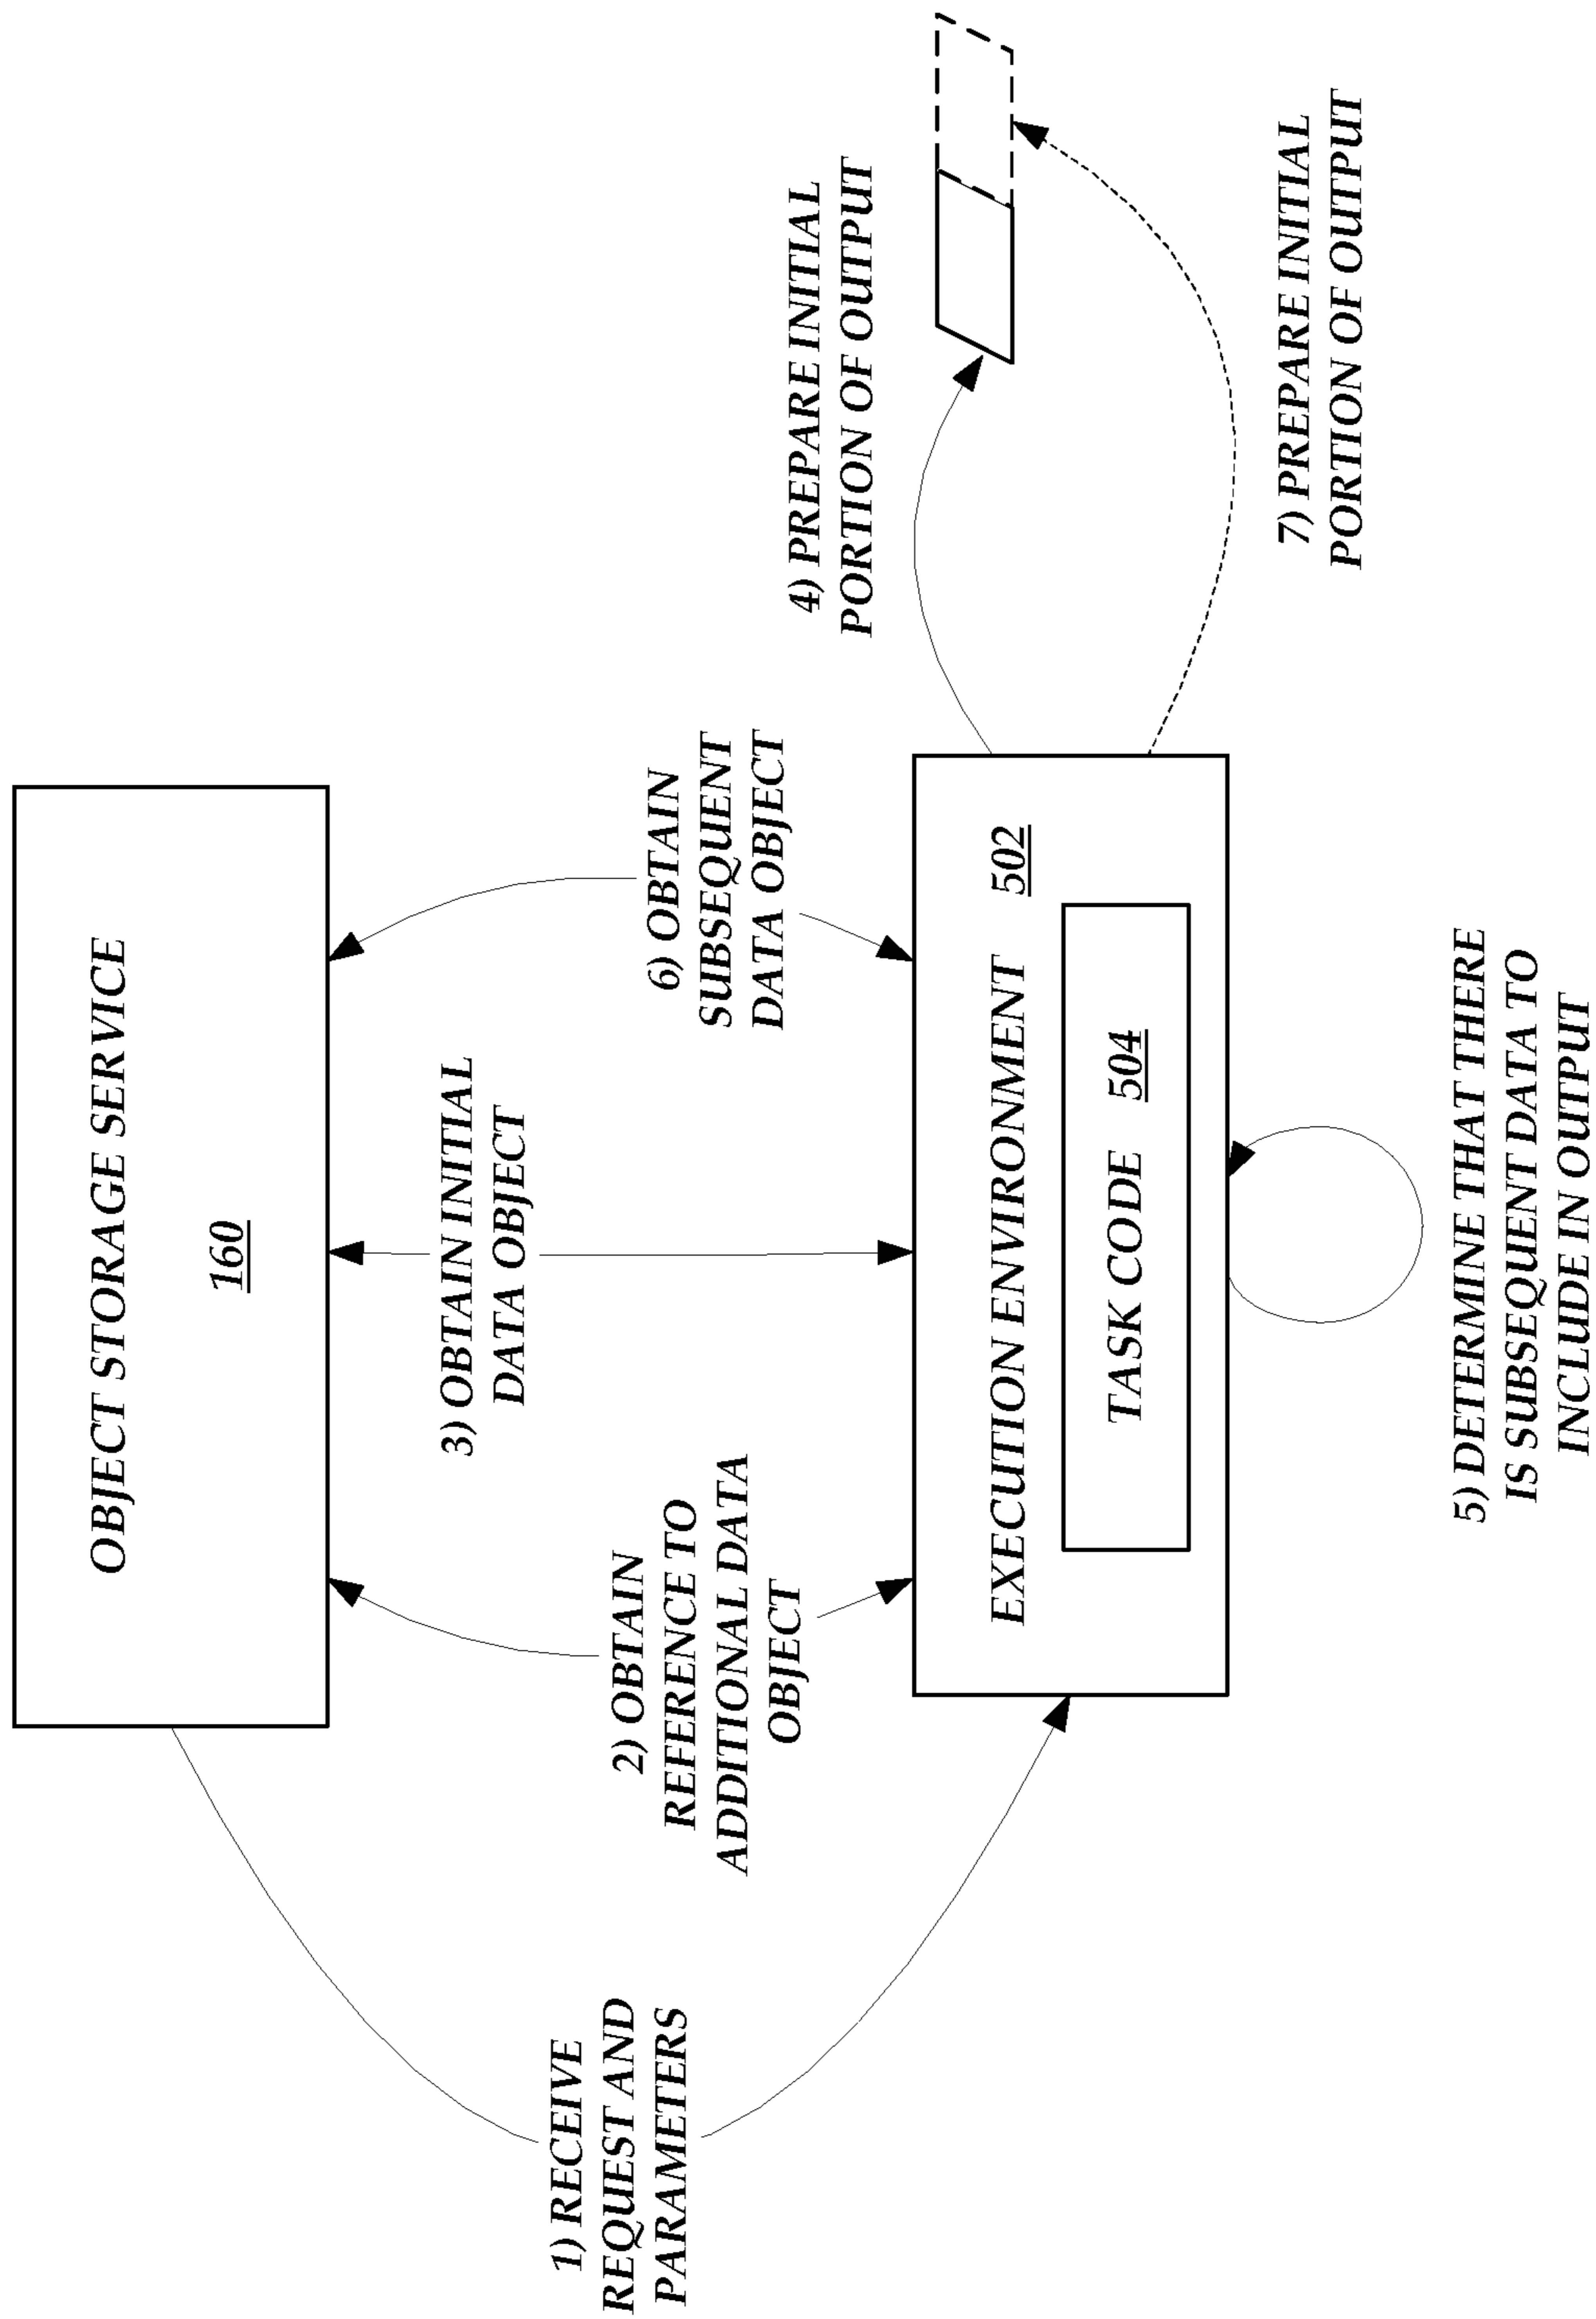 OBJECT STORAGE SERVICE
160
1) RECEIVE
REQUEST AND
PARAMETERS
2) OBTAIN
REFERENCE TO
ADDITIONAL DATA
OBJECT
3) OBTAIN INITIAL
DATA OBJECT
6) OBTAIN
SUBSEQUENT
DATA OBJECT
4) PREPARE INITIAL
PORTION OF OUTPUT
EXECUTION ENVIRONMENT 502
TASK CODE 504
7) PREPARE INITIAL
PORTION OF OUTPUT
5) DETERMINE THAT THERE
IS SUBSEQUENT DATA TO
INCLUDE IN OUTPUT